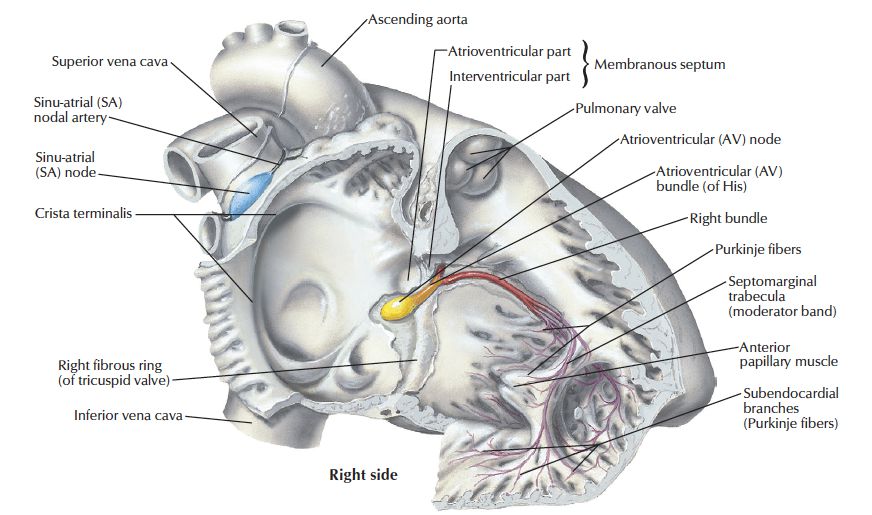 Ascending aorta
Superior vena cava
Atrioventricular part
Interventricular part
Membranous septum
Sinu-atrial (SA)
nodal artery
Pulmonary valve
Sinu-atrial
(SA) node
Atrioventricular (AV) node
Atrioventricular (AV)
bundle (of His)
Crista terminalis
Right bundle
Purkinje fibers
Septomarginal
trabecula
(moderator band)
Anterior
papillary muscle
Right fibrous ring
(of tricuspid valve)
Subendocardial
branches
(Purkinje fibers)
Inferior vena cava
Right side